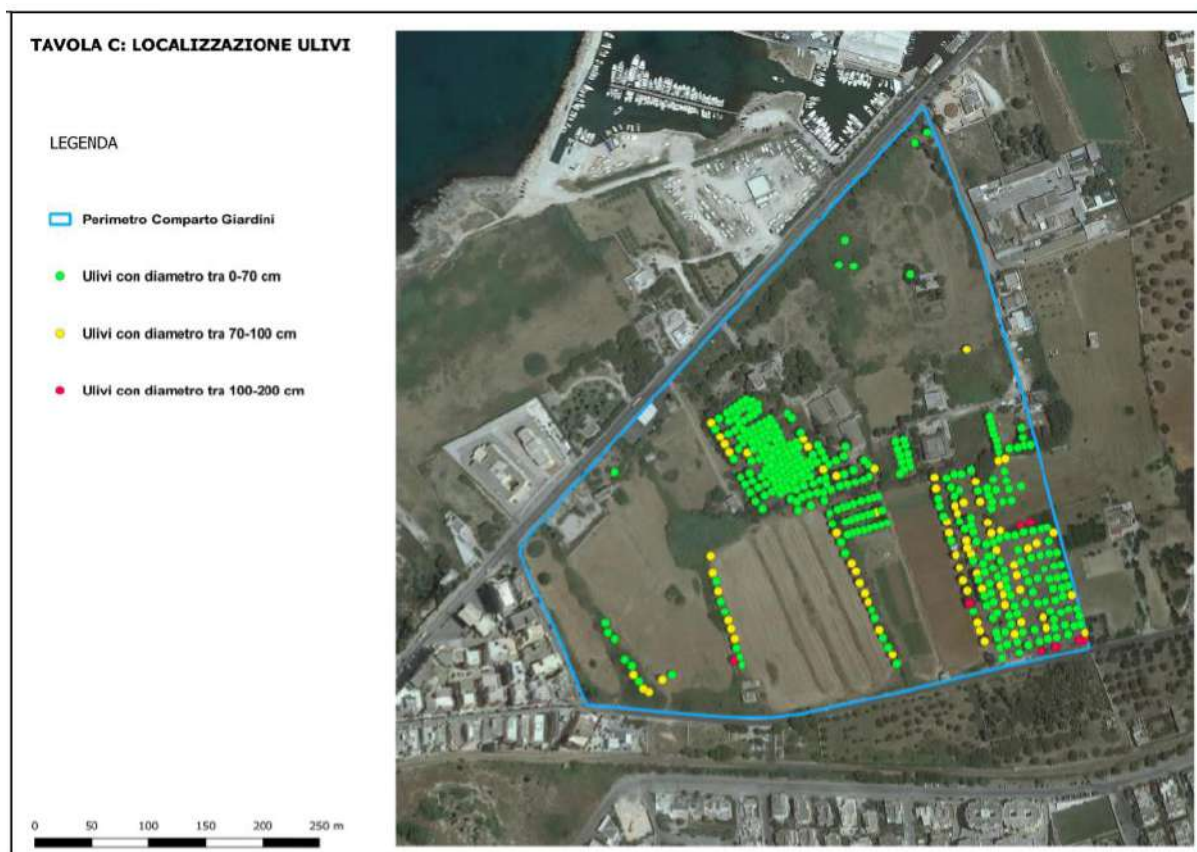 TAVOLA C: LOCALIZZAZIONE ULIVI
LEGENDA
Perimetro Comparto Giardini
Ulivi con diametro tra 0-70 cm
Ulivi con diametro tra 70-100 cm
Ulivi con diametro tra 100-200 cm
0 50 100 150 200 250 m